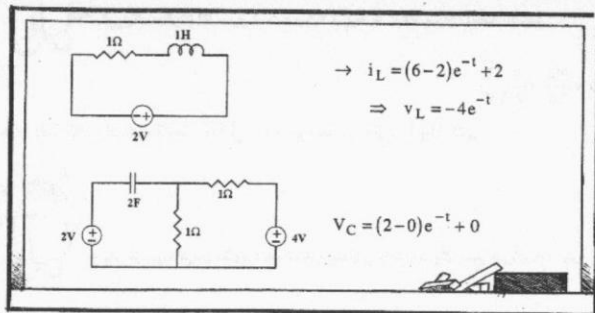 1Ω 1H
→ i_L = (6−2)e^{−t} + 2
⇒ v_L = −4e^{−t}
− +
2V
2F 1Ω
2V + − 1Ω + − 4V
V_C = (2−0)e^{−t} + 0